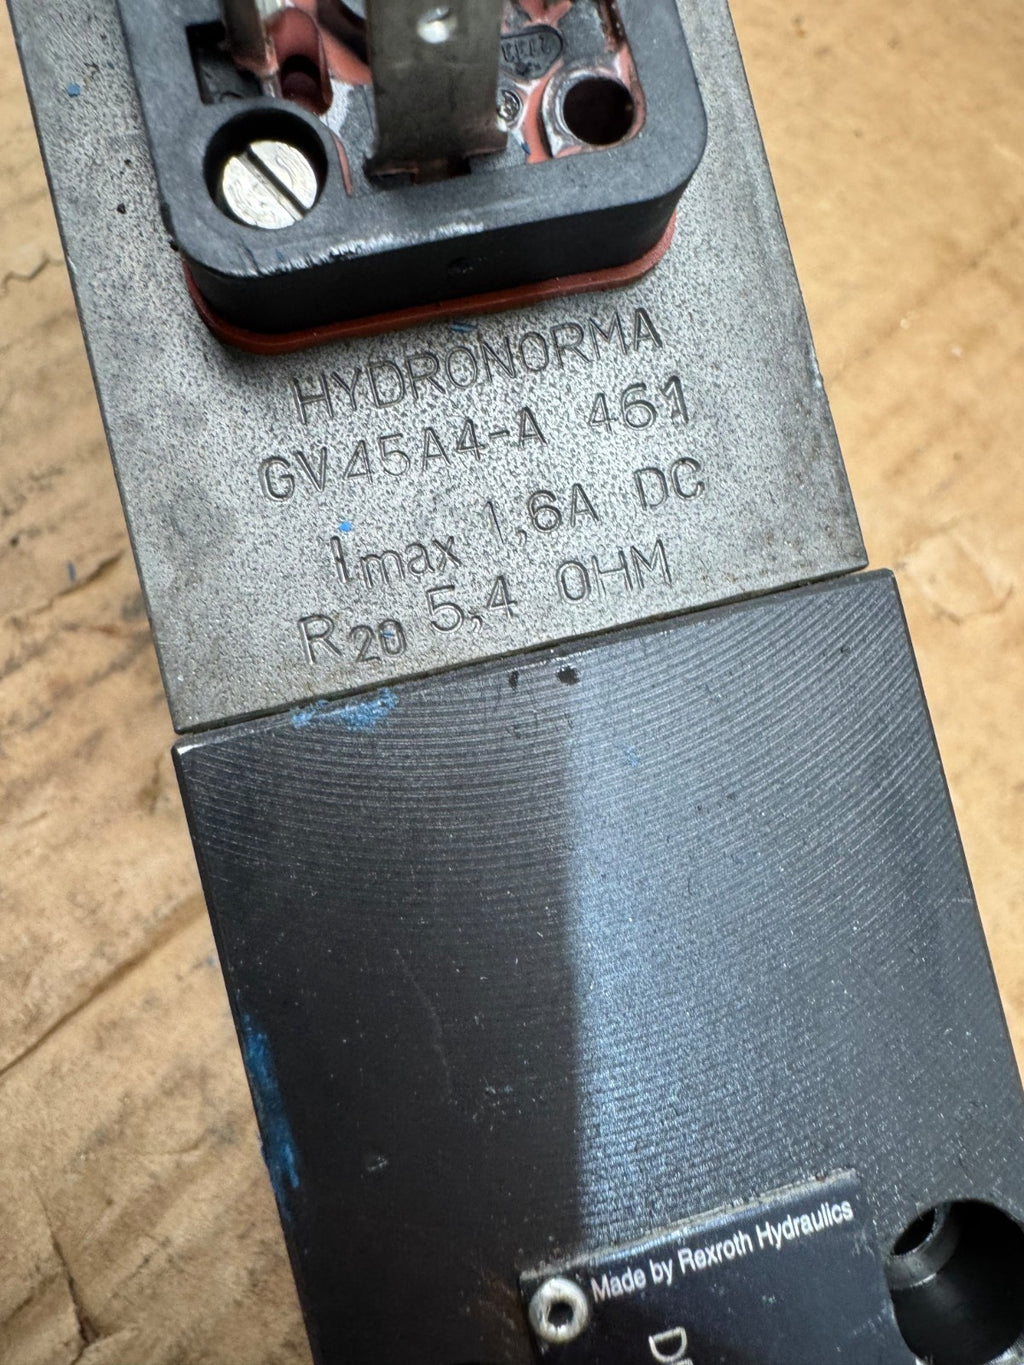 HYDRONORMA
GV45A4-A 461
Imax 1,6A DC
R20 5,4 OHM
Made by Rexroth Hydraulics